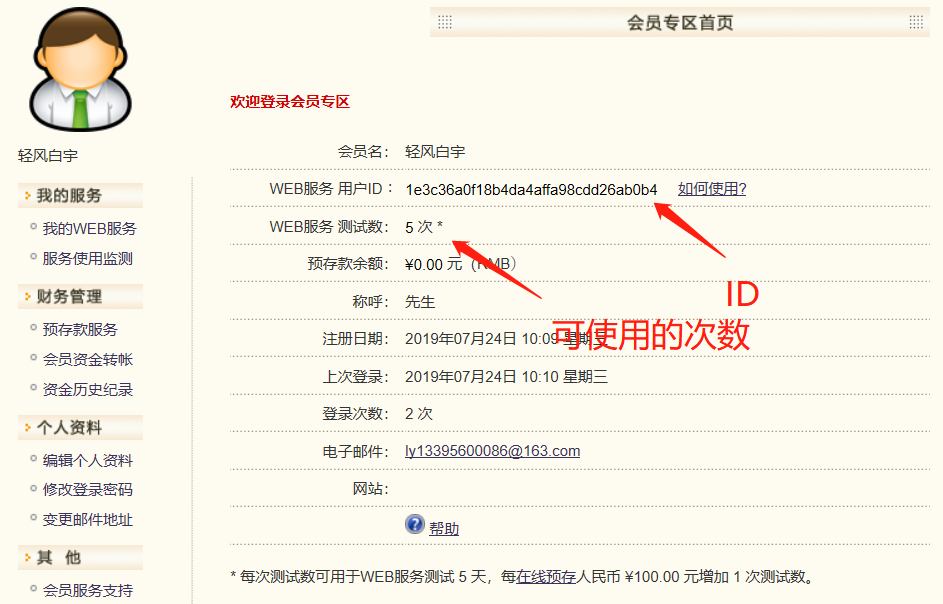 会员专区首页
欢迎登录会员专区
轻风白宇
我的服务
我的WEB服务
服务使用监测
财务管理
预存款服务
会员资金转帐
资金历史纪录
个人资料
编辑个人资料
修改登录密码
变更邮件地址
其 他
会员服务支持
会员名： 轻风白宇
WEB服务 用户ID： 1e3c36a0f18b4da4affa98cdd26ab0b4 如何使用?
WEB服务 测试数： 5 次 *
预存款余额： ¥0.00 元（RMB）
称呼： 先生
ID
可使用的次数
注册日期： 2019年07月24日 10:09 星期三
上次登录： 2019年07月24日 10:10 星期三
登录次数： 2 次
电子邮件： ly13395600086@163.com
网站：
帮助
* 每次测试数可用于WEB服务测试 5 天，每在线预存人民币 ¥100.00 元增加 1 次测试数。